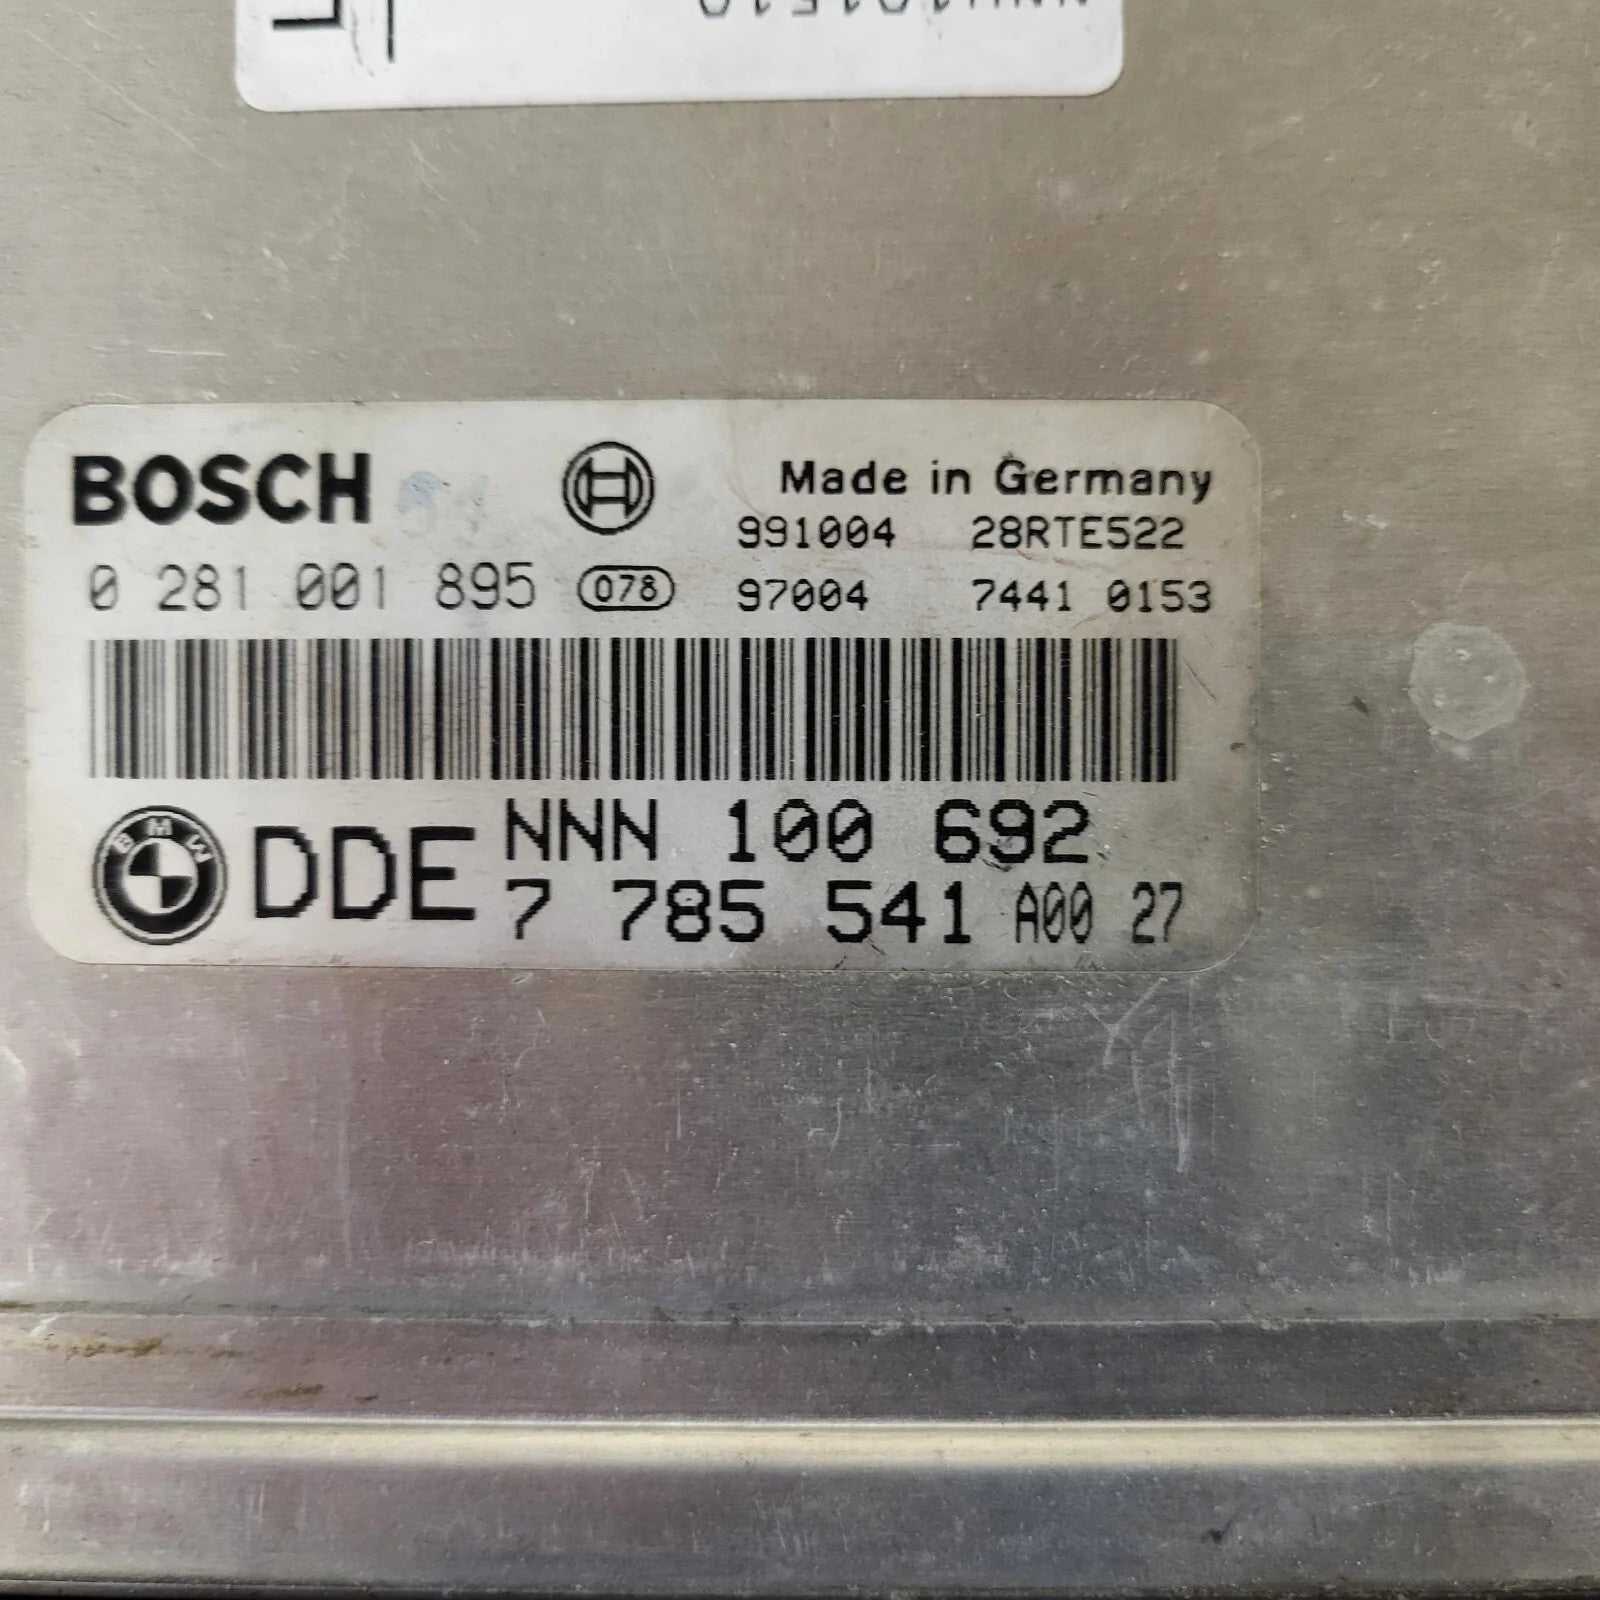 BOSCH
Made in Germany
991004 28RTE522
0 281 001 895 078 97004 7441 0153
BMW
DDE NNN 100 692
7 785 541 A00 27